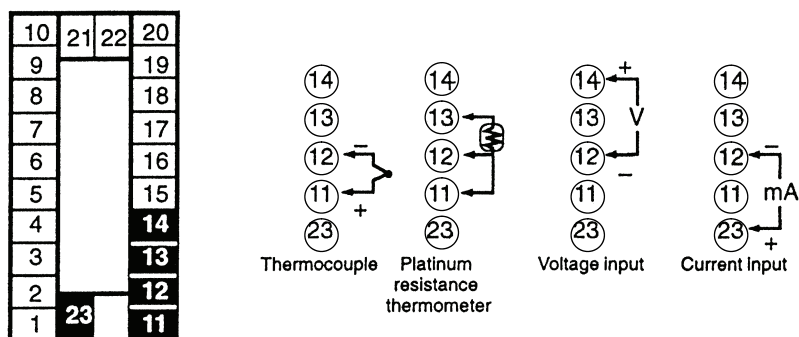 10 21 22 20
9 19
8 18
7 17
6 16
5 15
4 14
3 13
2 12
1 23 11
14
13
12 −
11 +
23
Thermocouple
14
13
12
11
23
Platinum
resistance
thermometer
14 +
13 V
12 −
11
23
Voltage input
14
13
12 −
11 mA
23 +
Current input